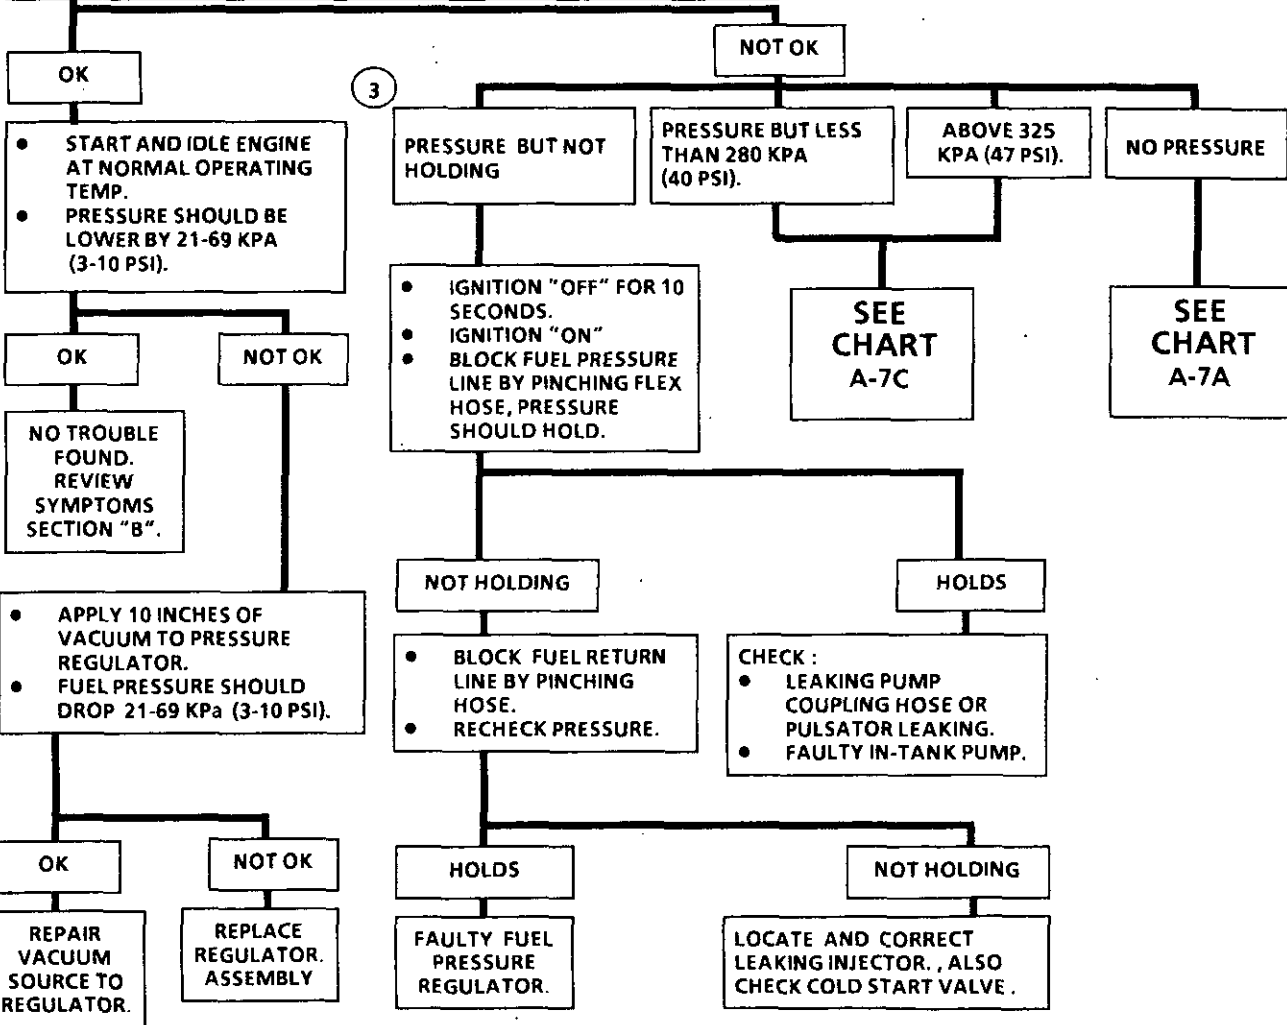 OK
NOT OK
3
• START AND IDLE ENGINE
AT NORMAL OPERATING
TEMP.
• PRESSURE SHOULD BE
LOWER BY 21-69 KPA
(3-10 PSI).
PRESSURE BUT NOT
HOLDING
PRESSURE BUT LESS
THAN 280 KPA
(40 PSI).
ABOVE 325
KPA (47 PSI).
NO PRESSURE
• IGNITION "OFF" FOR 10
SECONDS.
• IGNITION "ON"
• BLOCK FUEL PRESSURE
LINE BY PINCHING FLEX
HOSE, PRESSURE
SHOULD HOLD.
SEE
CHART
A-7C
SEE
CHART
A-7A
OK
NOT OK
NO TROUBLE
FOUND.
REVIEW
SYMPTOMS
SECTION "B".
NOT HOLDING
HOLDS
• APPLY 10 INCHES OF
VACUUM TO PRESSURE
REGULATOR.
• FUEL PRESSURE SHOULD
DROP 21-69 KPa (3-10 PSI).
• BLOCK FUEL RETURN
LINE BY PINCHING
HOSE.
• RECHECK PRESSURE.
CHECK :
• LEAKING PUMP
COUPLING HOSE OR
PULSATOR LEAKING.
• FAULTY IN-TANK PUMP.
OK
NOT OK
HOLDS
NOT HOLDING
REPAIR
VACUUM
SOURCE TO
REGULATOR.
REPLACE
REGULATOR.
ASSEMBLY
FAULTY FUEL
PRESSURE
REGULATOR.
LOCATE AND CORRECT
LEAKING INJECTOR. , ALSO
CHECK COLD START VALVE .